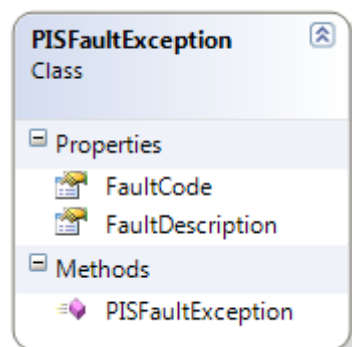 PISFaultException
Class
Properties
FaultCode
FaultDescription
Methods
PISFaultException